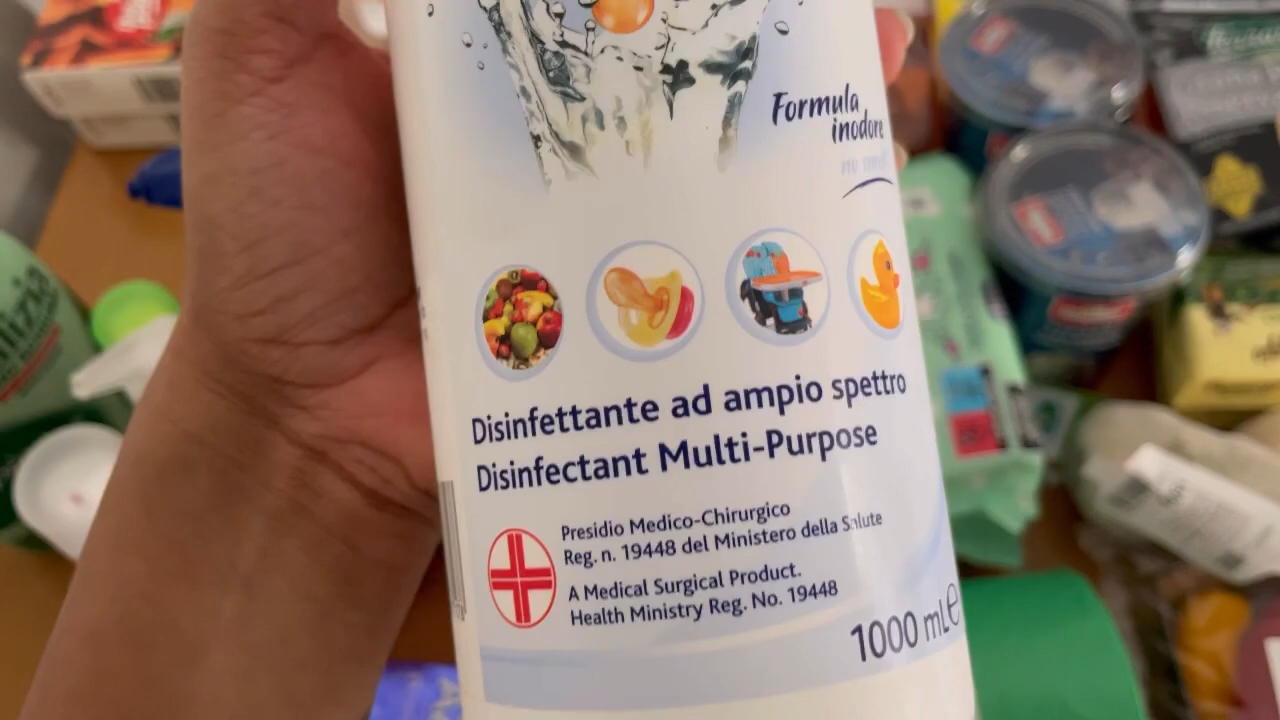 Formula
inodore
Disinfettante ad ampio spettro
Disinfectant Multi-Purpose
Presidio Medico-Chirurgico
Reg. n. 19448 del Ministero della Salute
A Medical Surgical Product.
Health Ministry Reg. No. 19448
1000 mL e